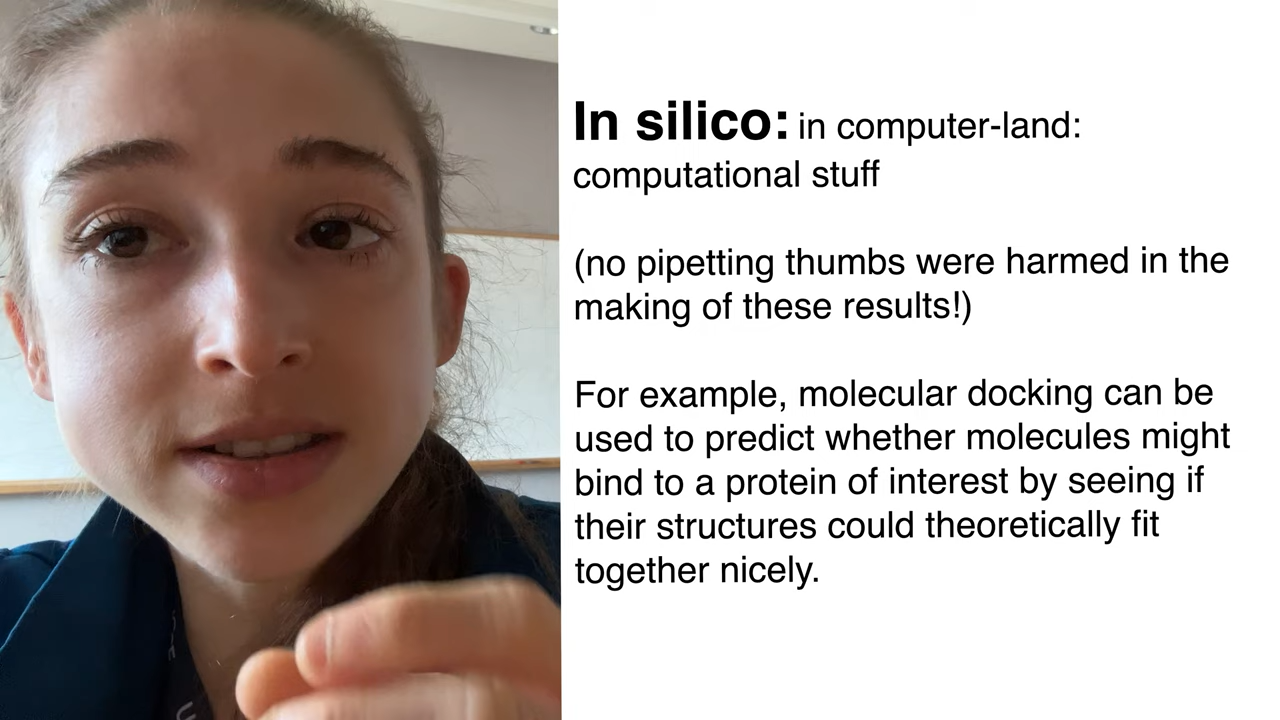 In silico: in computer-land:
computational stuff
(no pipetting thumbs were harmed in the
making of these results!)
For example, molecular docking can be
used to predict whether molecules might
bind to a protein of interest by seeing if
their structures could theoretically fit
together nicely.